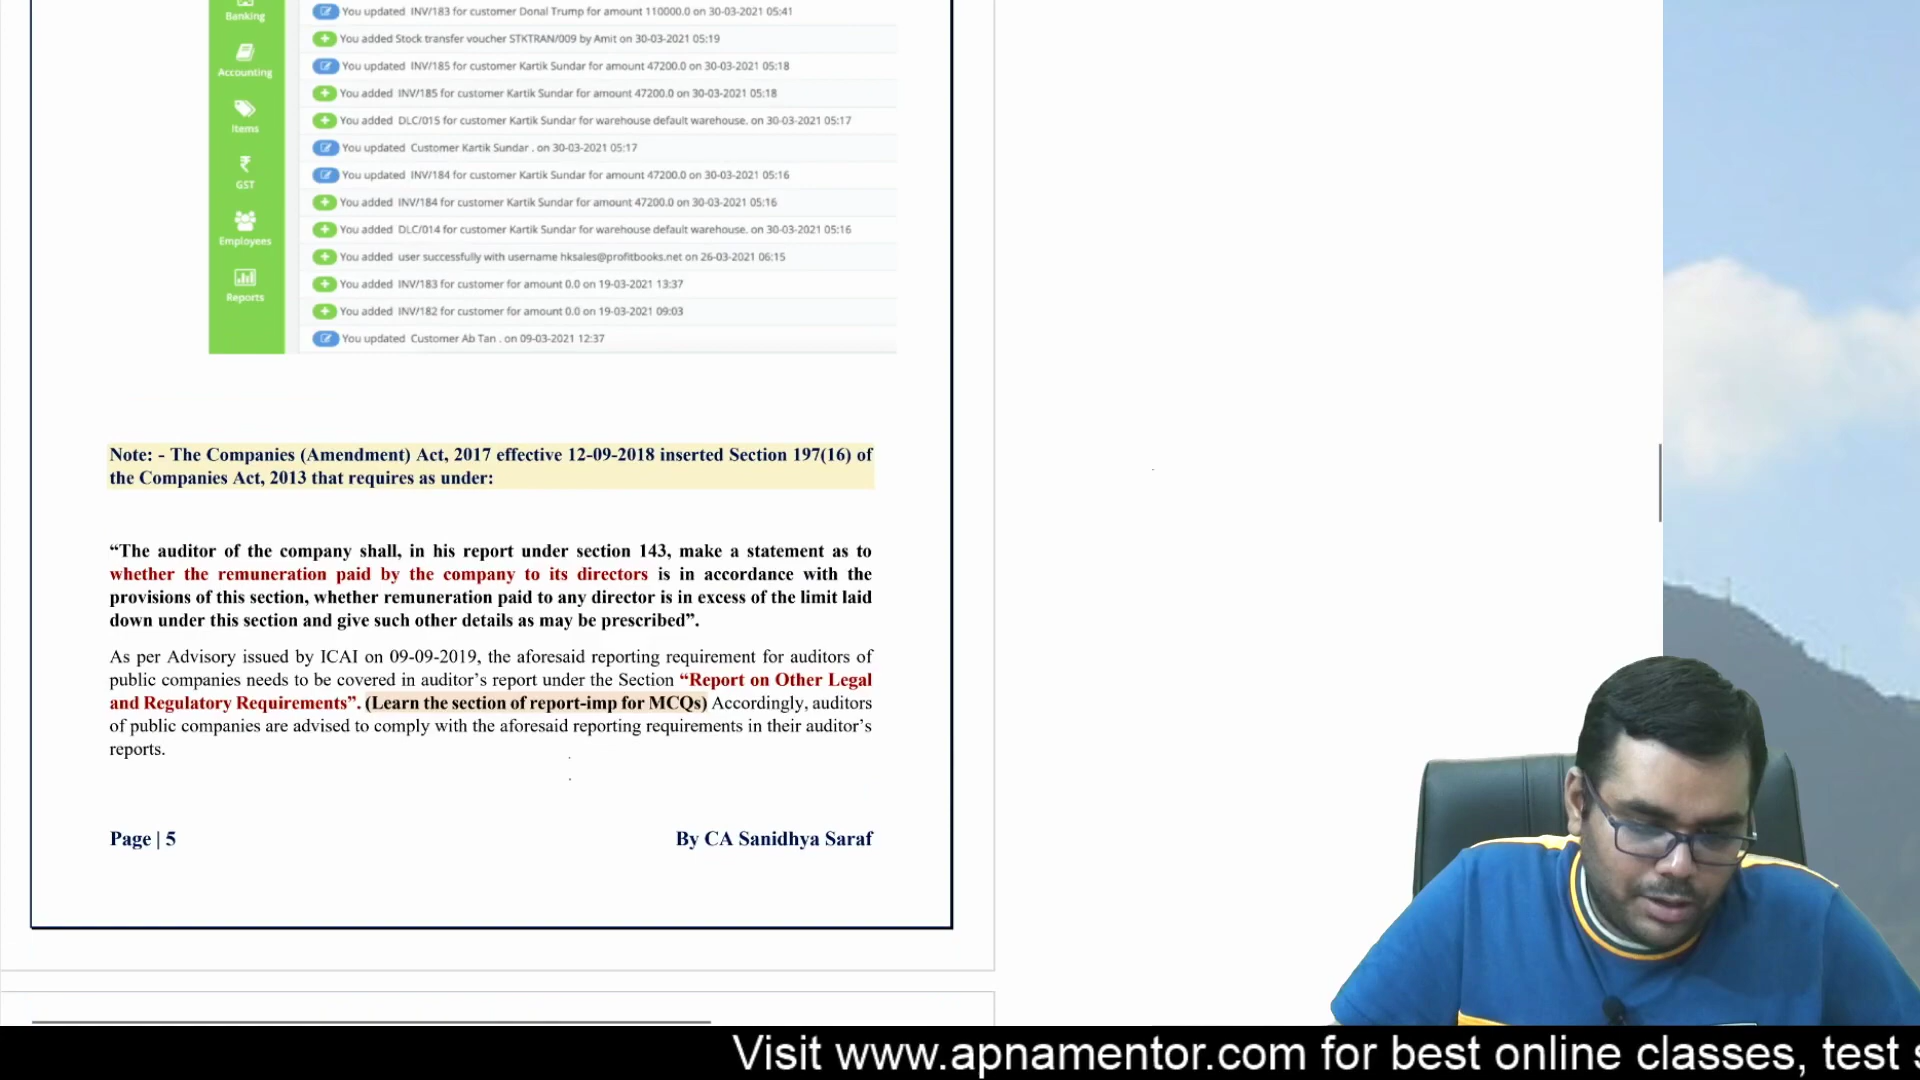 Banking
Accounting
Items
GST
Employees
Reports
You updated INV/183 for customer Donal Trump for amount 110000.0 on 30-03-2021 05:41
You added Stock transfer voucher STKTRAN/009 by Amit on 30-03-2021 05:19
You updated INV/185 for customer Kartik Sundar for amount 47200.0 on 30-03-2021 05:18
You added INV/185 for customer Kartik Sundar for amount 47200.0 on 30-03-2021 05:18
You added DLC/015 for customer Kartik Sundar for warehouse default warehouse. on 30-03-2021 05:17
You updated Customer Kartik Sundar . on 30-03-2021 05:17
You updated INV/184 for customer Kartik Sundar for amount 47200.0 on 30-03-2021 05:16
You added INV/184 for customer Kartik Sundar for amount 47200.0 on 30-03-2021 05:16
You added DLC/014 for customer Kartik Sundar for warehouse default warehouse. on 30-03-2021 05:16
You added user successfully with username hksales@profitbooks.net on 26-03-2021 06:15
You added INV/183 for customer for amount 0.0 on 19-03-2021 13:37
You added INV/182 for customer for amount 0.0 on 19-03-2021 09:03
You updated Customer Ab Tan . on 09-03-2021 12:37
Note: - The Companies (Amendment) Act, 2017 effective 12-09-2018 inserted Section 197(16) of
the Companies Act, 2013 that requires as under:
“The auditor of the company shall, in his report under section 143, make a statement as to
whether the remuneration paid by the company to its directors is in accordance with the
provisions of this section, whether remuneration paid to any director is in excess of the limit laid
down under this section and give such other details as may be prescribed”.
As per Advisory issued by ICAI on 09-09-2019, the aforesaid reporting requirement for auditors of
public companies needs to be covered in auditor’s report under the Section “Report on Other Legal
and Regulatory Requirements”. (Learn the section of report-imp for MCQs) Accordingly, auditors
of public companies are advised to comply with the aforesaid reporting requirements in their auditor’s
reports.
Page | 5
By CA Sanidhya Saraf
Visit www.apnamentor.com for best online classes, test